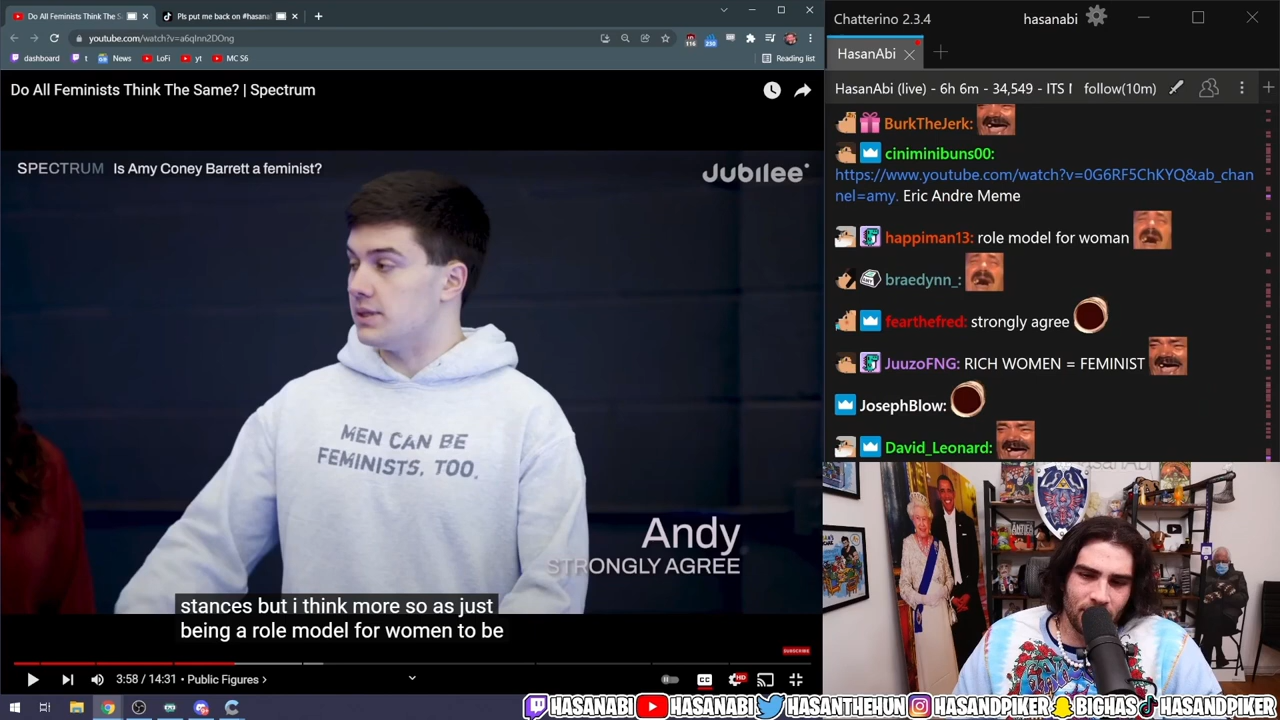 Do All Feminists Think The S
Pls put me back on #hasanal
youtube.com/watch?v=a6qInn2DOng
dashboard
t
News
LoFi
yt
MC S6
Reading list
Do All Feminists Think The Same? | Spectrum
SPECTRUM Is Amy Coney Barrett a feminist?
Jubilee
MEN CAN BE
FEMINISTS, TOO.
Andy
STRONGLY AGREE
stances but i think more so as just
being a role model for women to be
SUBSCRIBE
3:58 / 14:31 • Public Figures >
HD
Chatterino 2.3.4
hasanabi
HasanAbi
HasanAbi (live) - 6h 6m - 34,549 - ITS
follow(10m)
BurkTheJerk:
ciniminibuns00:
https://www.youtube.com/watch?v=0G6RF5ChKYQ&ab_chan
nel=amy. Eric Andre Meme
happiman13: role model for woman
braedynn_:
fearthefred: strongly agree
JuuzoFNG: RICH WOMEN = FEMINIST
JosephBlow:
David_Leonard:
HASANABI HASANABI HASANTHEHUN HASANDPIKER BIGHAS HASANDPIKER